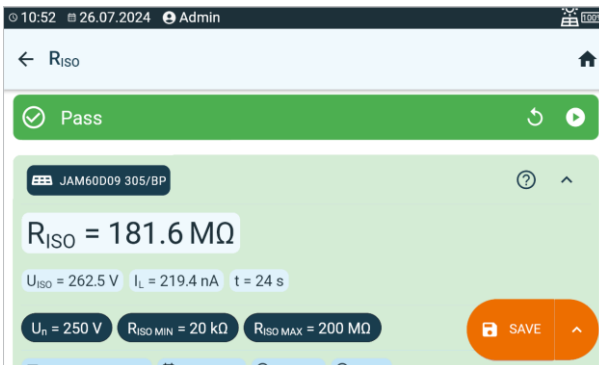 10:52 26.07.2024 Admin 100%
← RISO
Pass
JAM60D09 305/BP
RISO = 181.6 MΩ
UISO = 262.5 V IL = 219.4 nA t = 24 s
Un = 250 V RISO MIN = 20 kΩ RISO MAX = 200 MΩ
SAVE